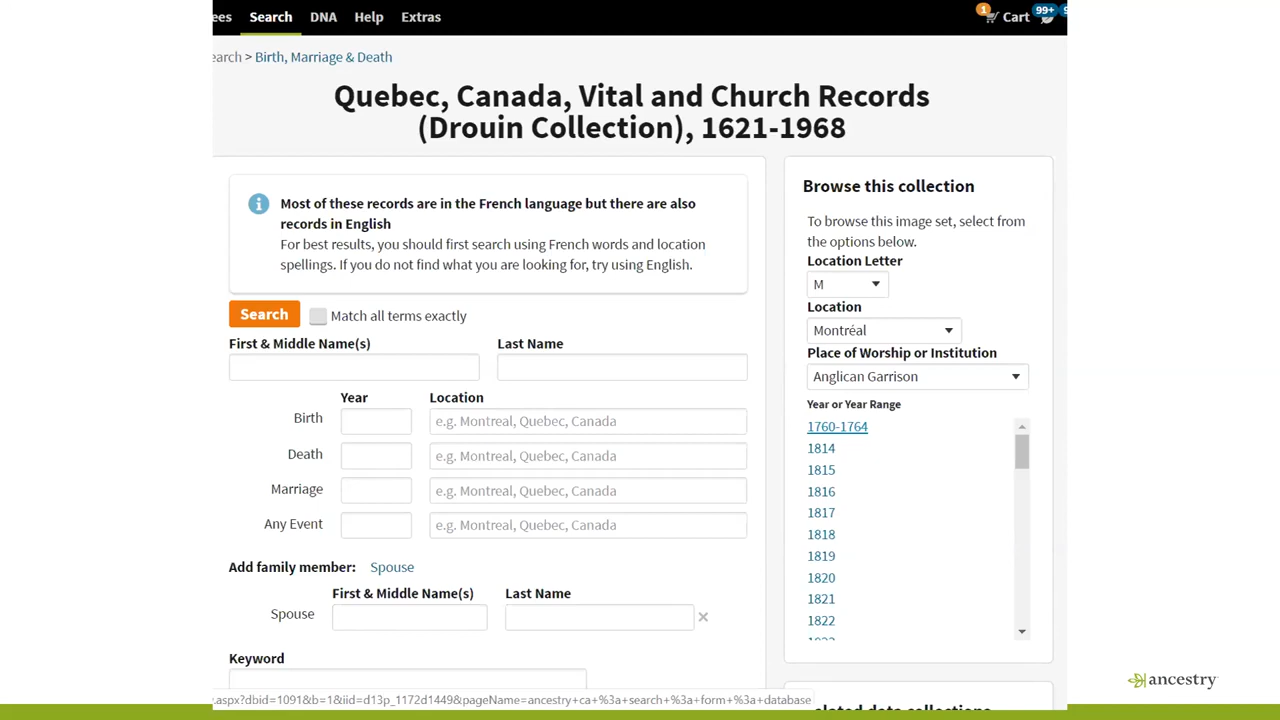 ees Search DNA Help Extras 1 Cart 99+
earch > Birth, Marriage & Death
Quebec, Canada, Vital and Church Records
(Drouin Collection), 1621-1968
Most of these records are in the French language but there are also
records in English
For best results, you should first search using French words and location
spellings. If you do not find what you are looking for, try using English.
Search Match all terms exactly
First & Middle Name(s) Last Name
Year Location
Birth e.g. Montreal, Quebec, Canada
Death e.g. Montreal, Quebec, Canada
Marriage e.g. Montreal, Quebec, Canada
Any Event e.g. Montreal, Quebec, Canada
Add family member: Spouse
First & Middle Name(s) Last Name
Spouse
Keyword
Browse this collection
To browse this image set, select from
the options below.
Location Letter
M
Location
Montréal
Place of Worship or Institution
Anglican Garrison
Year or Year Range
1760-1764
1814
1815
1816
1817
1818
1819
1820
1821
1822
elated data collections
.aspx?dbid=1091&b=1&iid=d13p_1172d1449&pageName=ancestry+ca+%3a+search+%3a+form+%3a+database
ancestry